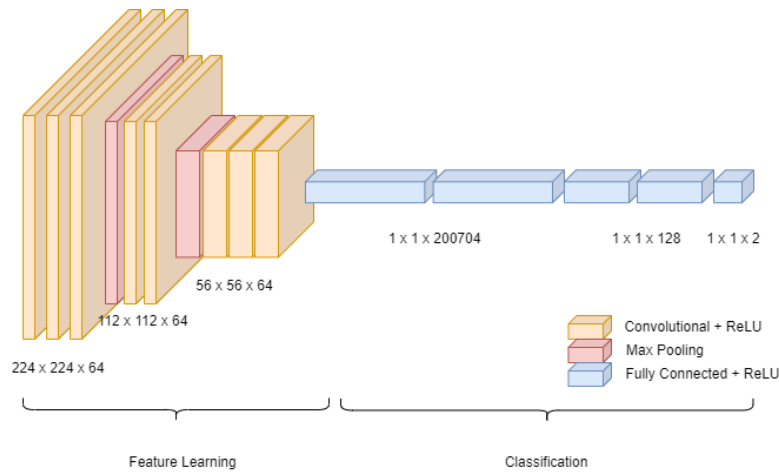 1 x 1 x 200704
1 x 1 x 128
1 x 1 x 2
56 x 56 x 64
112 x 112 x 64
224 x 224 x 64
Convolutional + ReLU
Max Pooling
Fully Connected + ReLU
Feature Learning
Classification